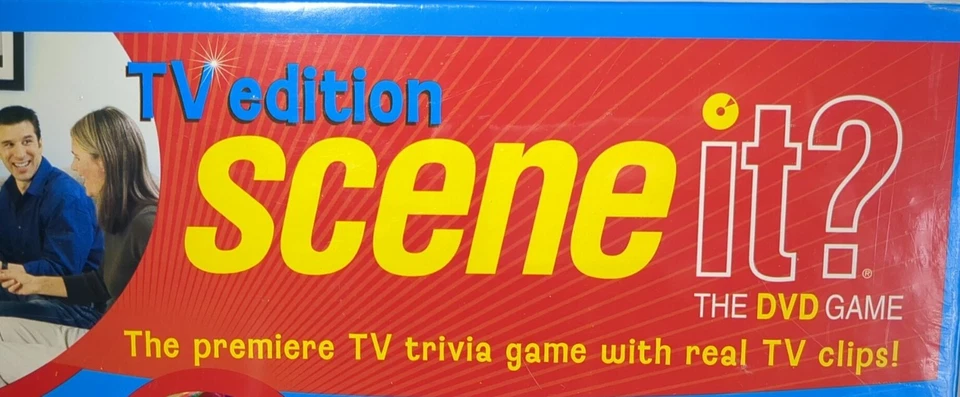 TV edition
scene it?®
THE DVD GAME
The premiere TV trivia game with real TV clips!